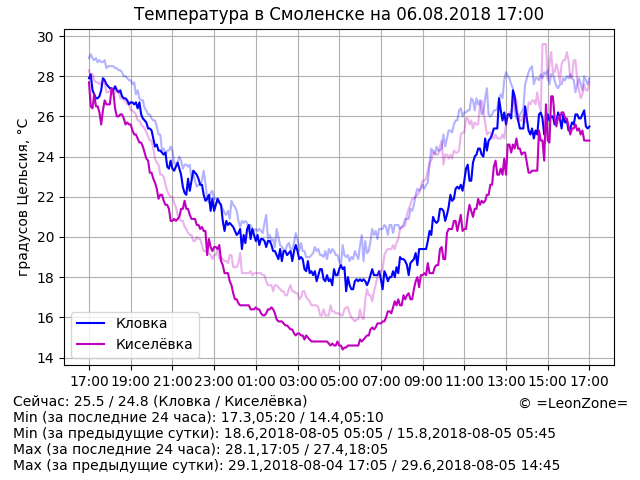 Температура в Смоленске на 06.08.2018 17:00
градусов Цельсия, °C
30
28
26
24
22
20
18
16
14
Кловка
Киселёвка
17:00 19:00 21:00 23:00 01:00 03:00 05:00 07:00 09:00 11:00 13:00 15:00 17:00
Сейчас: 25.5 / 24.8 (Кловка / Киселёвка)
© =LeonZone=
Min (за последние 24 часа): 17.3,05:20 / 14.4,05:10
Min (за предыдущие сутки): 18.6,2018-08-05 05:05 / 15.8,2018-08-05 05:45
Max (за последние 24 часа): 28.1,17:05 / 27.4,18:05
Max (за предыдущие сутки): 29.1,2018-08-04 17:05 / 29.6,2018-08-05 14:45